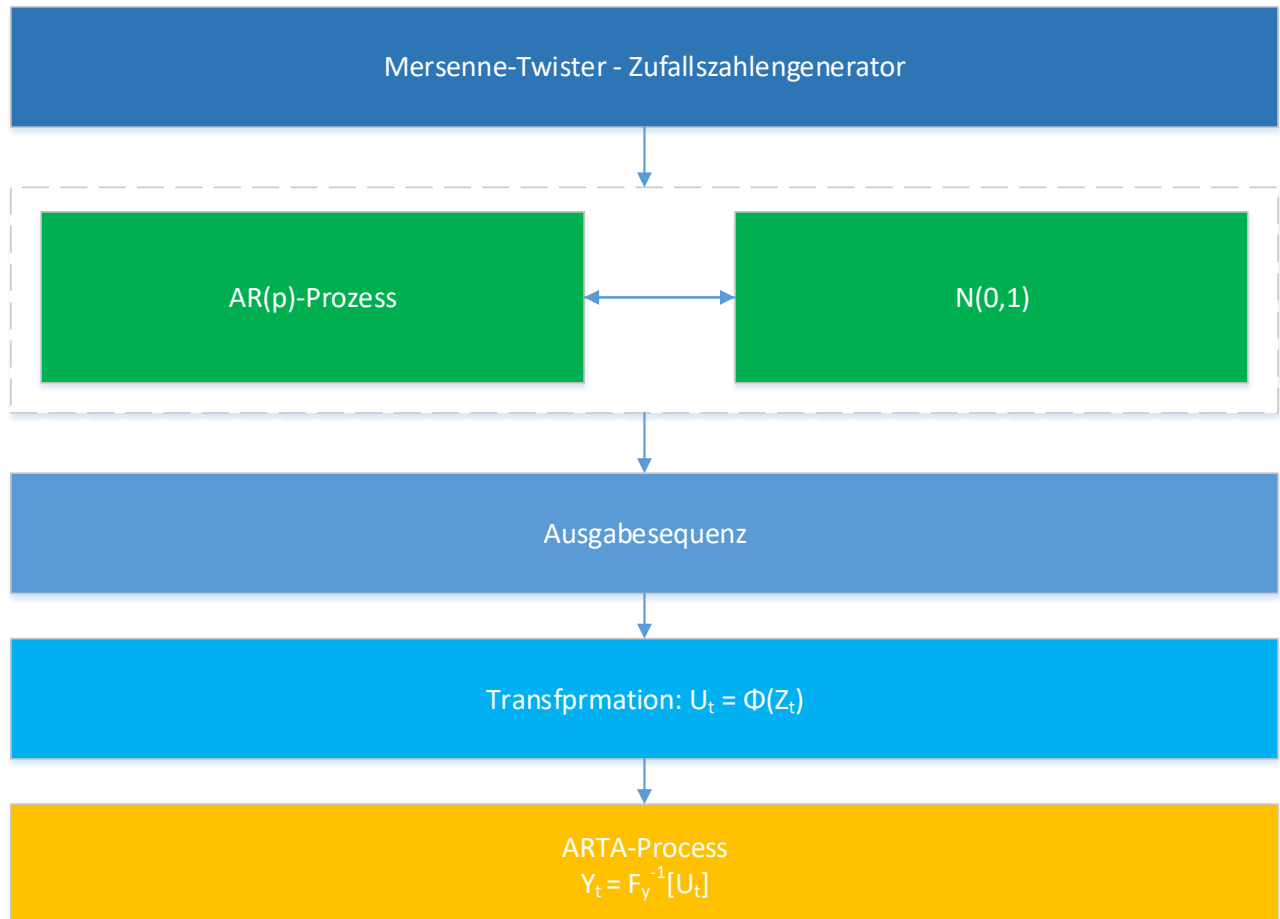 Mersenne-Twister - Zufallszahlengenerator
AR(p)-Prozess
N(0,1)
Ausgabesequenz
Transfprmation: Uₜ = Φ(Zₜ)
ARTA-Process
Yₜ = Fᵧ⁻¹[Uₜ]